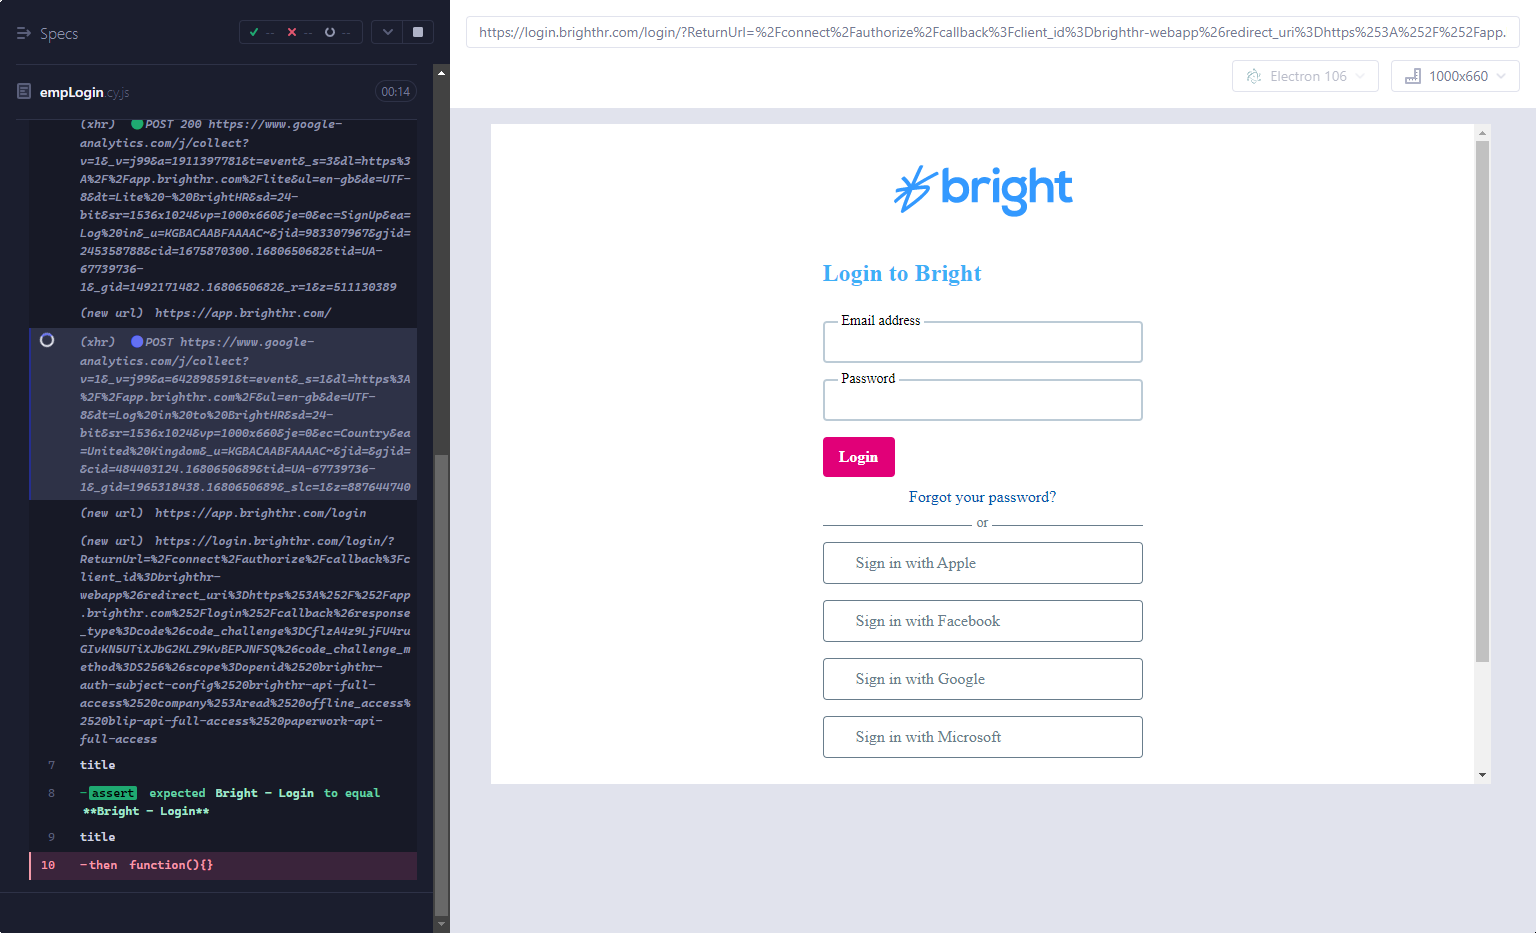 Specs
-- -- --
empLogin.cy.js
00:14
(xhr) POST 200 https://www.google-
analytics.com/j/collect?
v=1&_v=j99&a=1911397781&t=event&_s=3&dl=https%3
A%2F%2Fapp.brighthr.com%2Flite&ul=en-gb&de=UTF-
8&dt=Lite%20-%20BrightHR&sd=24-
bit&sr=1536x1024&vp=1000x660&je=0&ec=SignUp&ea=
Log%20in&_u=KGBACAABFAAAAC~&jid=983307967&gjid=
245358788&cid=1675870300.1680650682&tid=UA-
67739736-
1&_gid=1492171482.1680650682&_r=1&z=511130389
(new url) https://app.brighthr.com/
(xhr) POST https://www.google-
analytics.com/j/collect?
v=1&_v=j99&a=642898591&t=event&_s=1&dl=https%3A
%2F%2Fapp.brighthr.com%2F&ul=en-gb&de=UTF-
8&dt=Log%20in%20to%20BrightHR&sd=24-
bit&sr=1536x1024&vp=1000x660&je=0&ec=Country&ea
=United%20Kingdom&_u=KGBACAABFAAAAC~&jid=&gjid=
&cid=484403124.1680650689&tid=UA-67739736-
1&_gid=1965318438.1680650689&_slc=1&z=887644740
(new url) https://app.brighthr.com/login
(new url) https://login.brighthr.com/login/?
ReturnUrl=%2Fconnect%2Fauthorize%2Fcallback%3Fc
lient_id%3Dbrighthr-
webapp%26redirect_uri%3Dhttps%253A%252F%252Fapp
.brighthr.com%252Flogin%252Fcallback%26response
_type%3Dcode%26code_challenge%3DCflzA4z9LjFU4ru
GIvKN5UTiXJbG2KLZ9KvBEPJNFSQ%26code_challenge_m
ethod%3DS256%26scope%3Dopenid%2520brighthr-
auth-subject-config%2520brighthr-api-full-
access%2520company%253Aread%2520offline_access%
2520blip-api-full-access%2520paperwork-api-
full-access
7 title
8 -assert expected Bright - Login to equal
**Bright - Login**
9 title
10 -then function(){}
https://login.brighthr.com/login/?ReturnUrl=%2Fconnect%2Fauthorize%2Fcallback%3Fclient_id%3Dbrighthr-webapp%26redirect_uri%3Dhttps%253A%252F%252Fapp.
Electron 106
1000x660
bright
Login to Bright
Email address
Password
Login
Forgot your password?
or
Sign in with Apple
Sign in with Facebook
Sign in with Google
Sign in with Microsoft